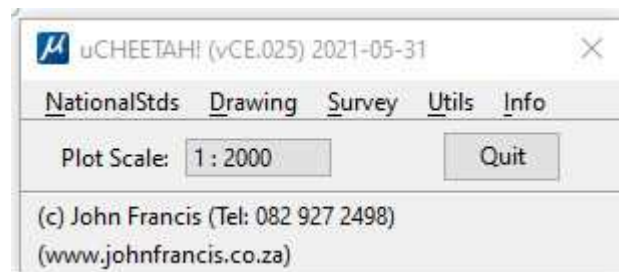 uCHEETAH! (vCE.025) 2021-05-31
NationalStds Drawing Survey Utils Info
Plot Scale: 1 : 2000 Quit
(c) John Francis (Tel: 082 927 2498)
(www.johnfrancis.co.za)